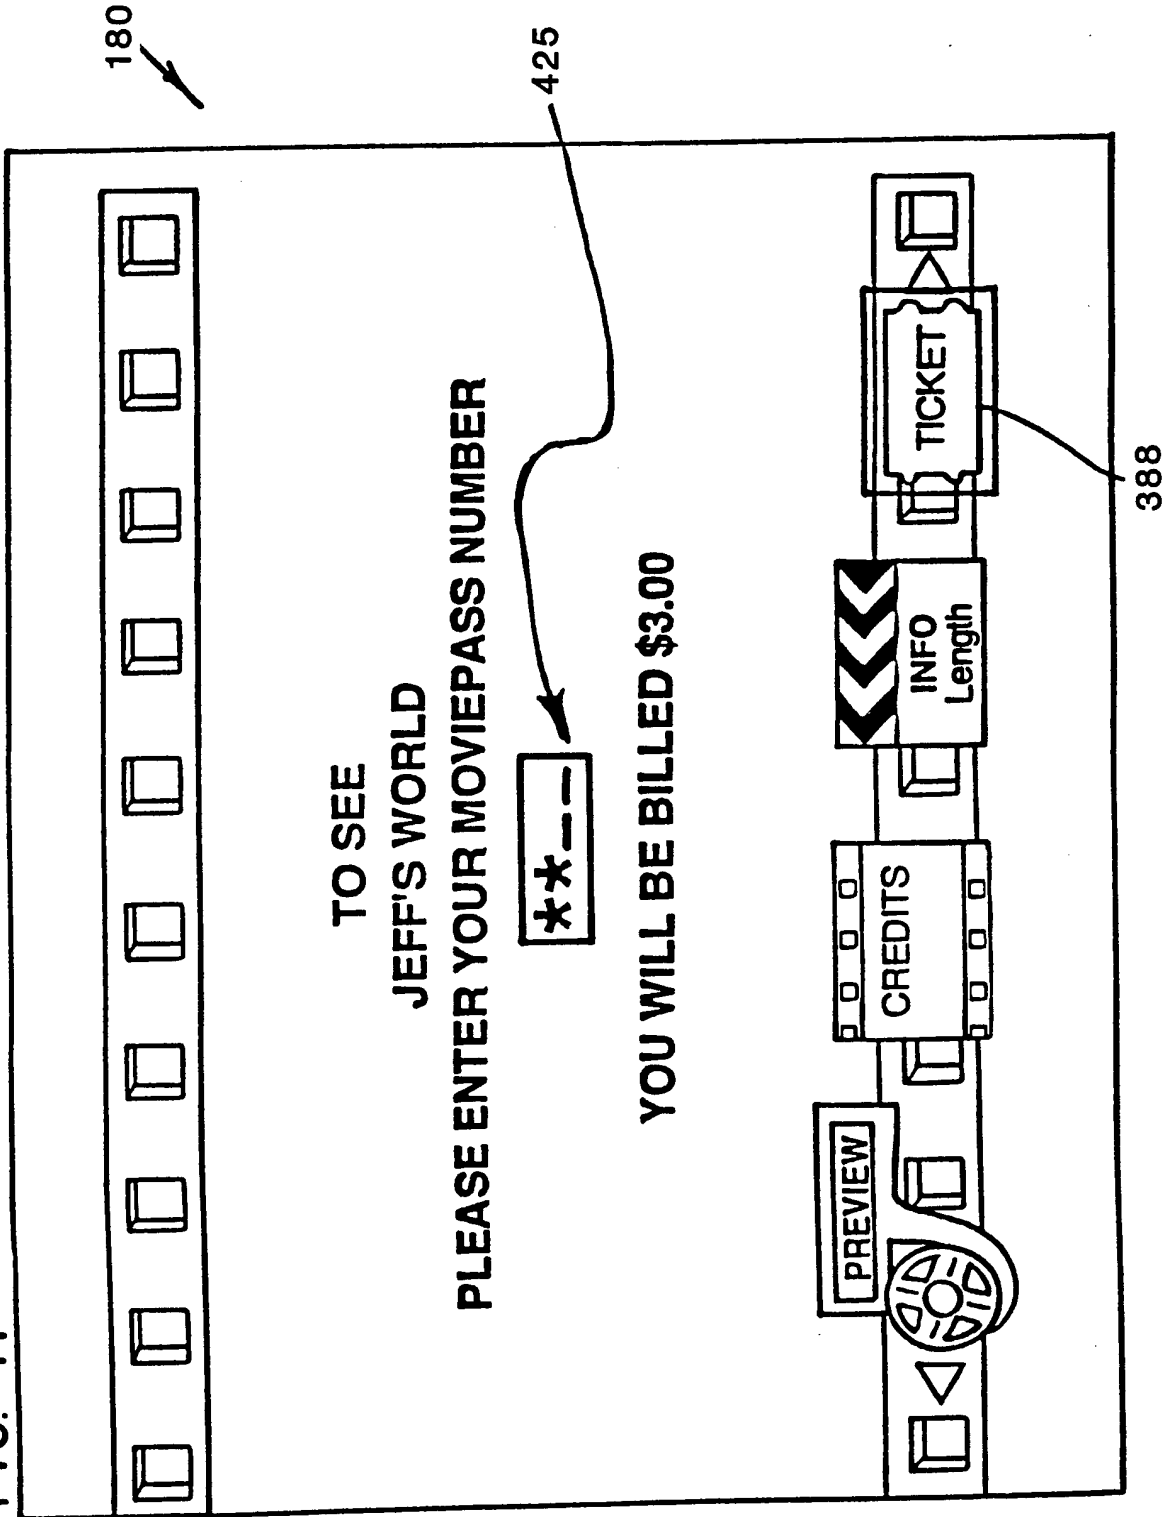 180
TO SEE
JEFF'S WORLD
PLEASE ENTER YOUR MOVIEPASS NUMBER
425
**__
YOU WILL BE BILLED $3.00
PREVIEW
CREDITS
INFO
Length
TICKET
388